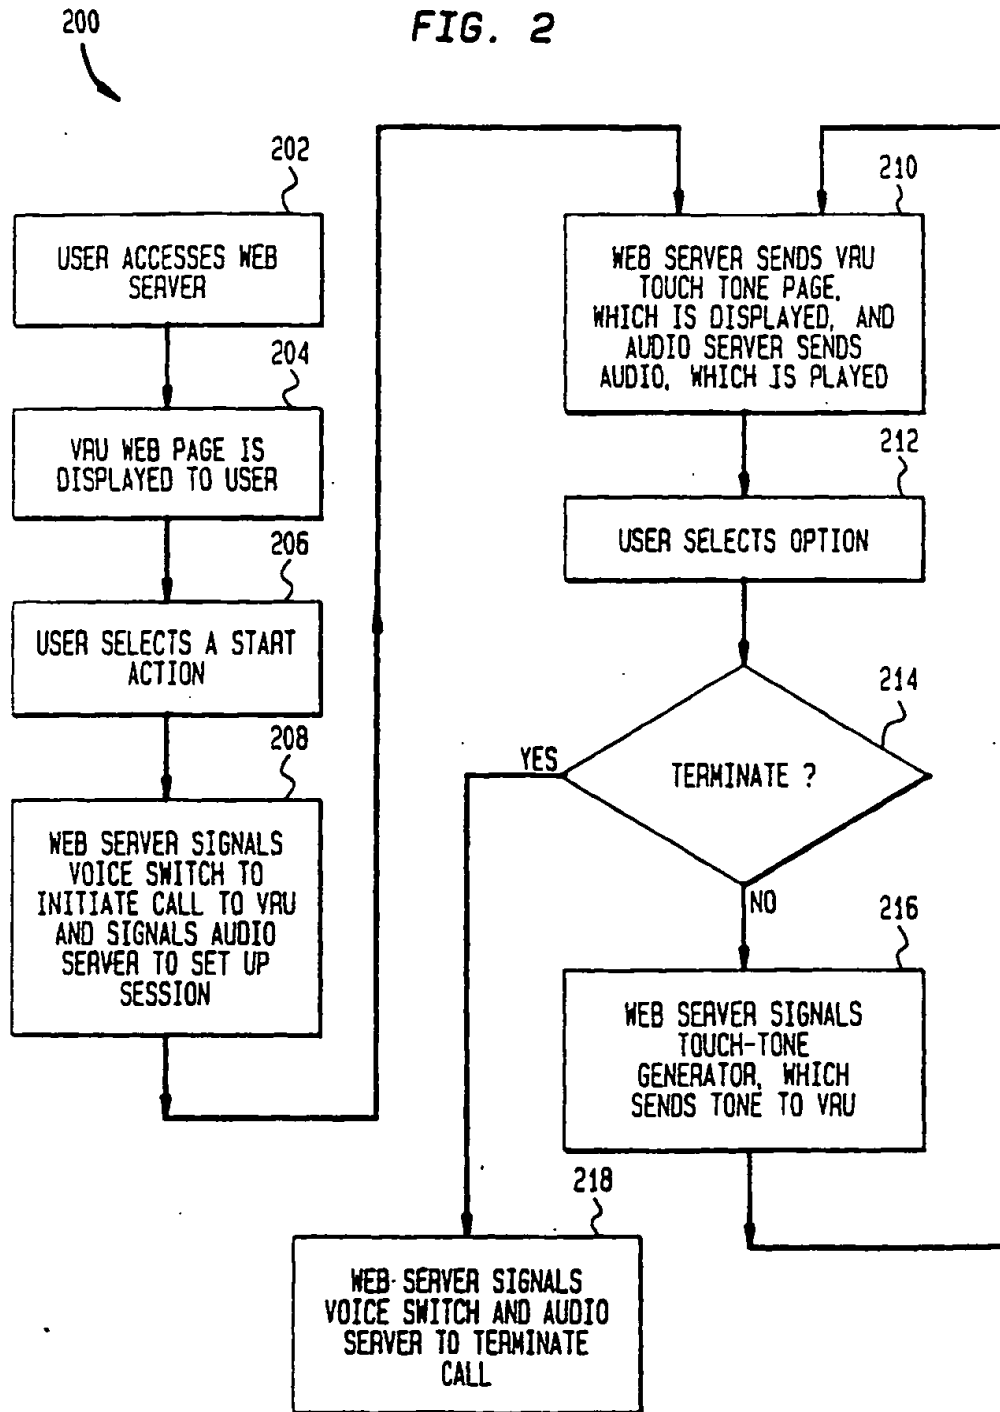 200
FIG. 2
202
USER ACCESSES WEB
SERVER
204
VRU WEB PAGE IS
DISPLAYED TO USER
206
USER SELECTS A START
ACTION
208
WEB SERVER SIGNALS
VOICE SWITCH TO
INITIATE CALL TO VRU
AND SIGNALS AUDIO
SERVER TO SET UP
SESSION
210
WEB SERVER SENDS VRU
TOUCH TONE PAGE,
WHICH IS DISPLAYED, AND
AUDIO SERVER SENDS
AUDIO, WHICH IS PLAYED
212
USER SELECTS OPTION
214
TERMINATE ?
YES
NO
216
WEB SERVER SIGNALS
TOUCH-TONE
GENERATOR, WHICH
SENDS TONE TO VRU
218
WEB SERVER SIGNALS
VOICE SWITCH AND AUDIO
SERVER TO TERMINATE
CALL